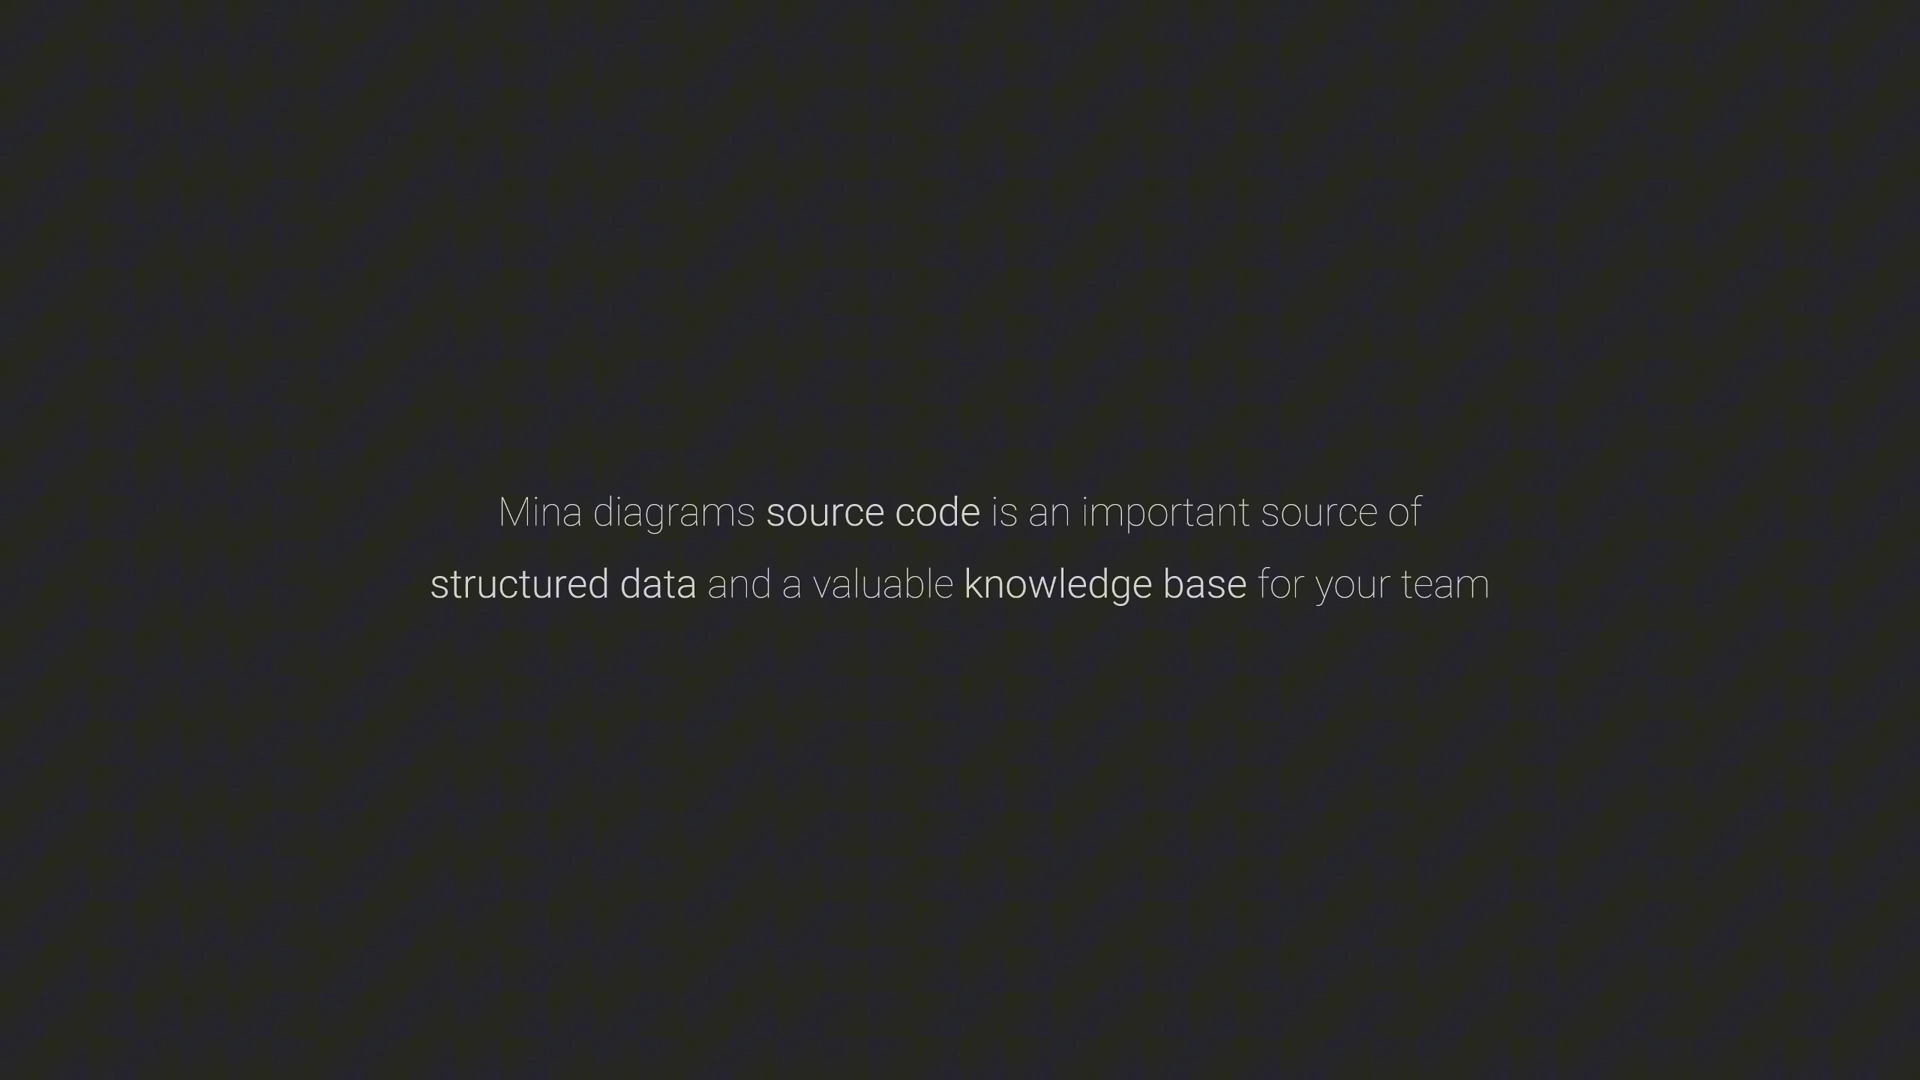 Mina diagrams source code is an important source of
structured data and a valuable knowledge base for your team